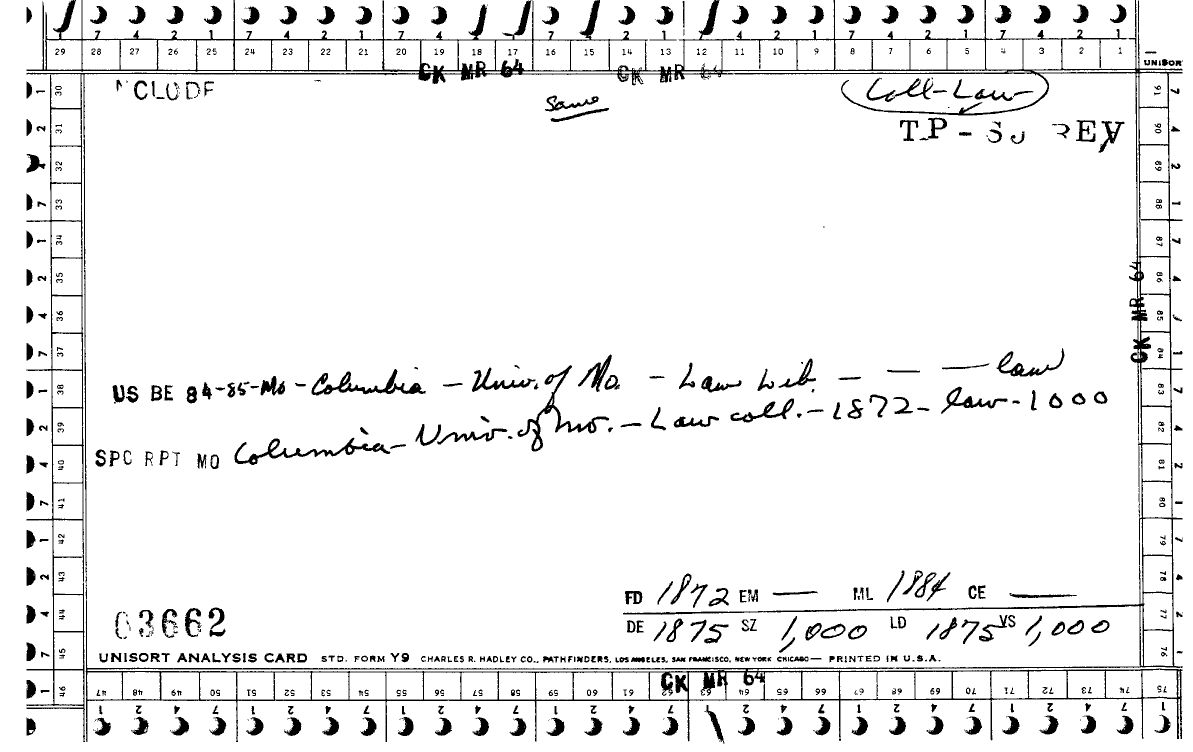 7 4 2 1 7 4 2 1 7 4 2 1 7 4 2 1 7 4 2 1 7 4 2 1
29 28 27 26 25 24 23 22 21 20 19 18 17 16 15 14 13 12 11 10 9 8 7 6 5 4 3 2 1
UNISORT
CK MR 64 CK MR 64
Same
Coll-Law
TP - SU REV
US BE 84-85-Mo-Columbia - Univ. of Mo. - Law Lib. - - - law
SPC RPT MO Columbia-Univ. of Mo. - Law coll. - 1872 - law - 1000
30 31 32 33 34 35 36 37 38 39 40 41 42 43 44 45 46
91 90 89 88 87 86 85 84 83 82 81 80 79 78 77 76 75
CK MR 64
FD 1872 EM — ML 1884 CE —
03662
DE 1875 SZ 1,000 LD 1875 VS 1,000
UNISORT ANALYSIS CARD STD. FORM Y9 CHARLES R. HADLEY CO., PATHFINDERS, LOS ANGELES, SAN FRANCISCO, NEW YORK CHICAGO — PRINTED IN U.S.A.
CK MR 64
47 48 49 50 51 52 53 54 55 56 57 58 59 60 61 62 63 64 65 66 67 68 69 70 71 72 73 74